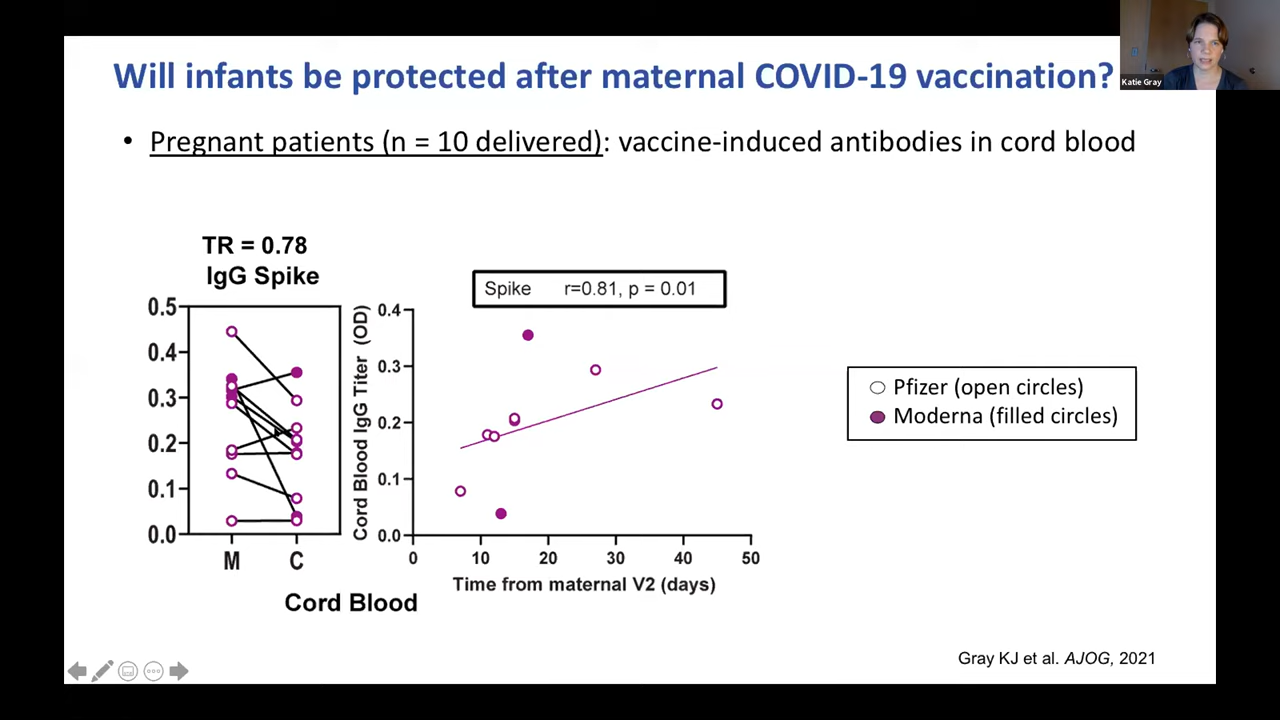 Will infants be protected after maternal COVID-19 vaccination?
Katie Gray
• Pregnant patients (n = 10 delivered): vaccine-induced antibodies in cord blood
TR = 0.78
IgG Spike
0.5
0.4
0.3
0.2
0.1
0.0
M C
Cord Blood
Spike r=0.81, p = 0.01
Cord Blood IgG Titer (OD)
0.4
0.3
0.2
0.1
0.0
0 10 20 30 40 50
Time from maternal V2 (days)
Pfizer (open circles)
Moderna (filled circles)
Gray KJ et al. AJOG, 2021